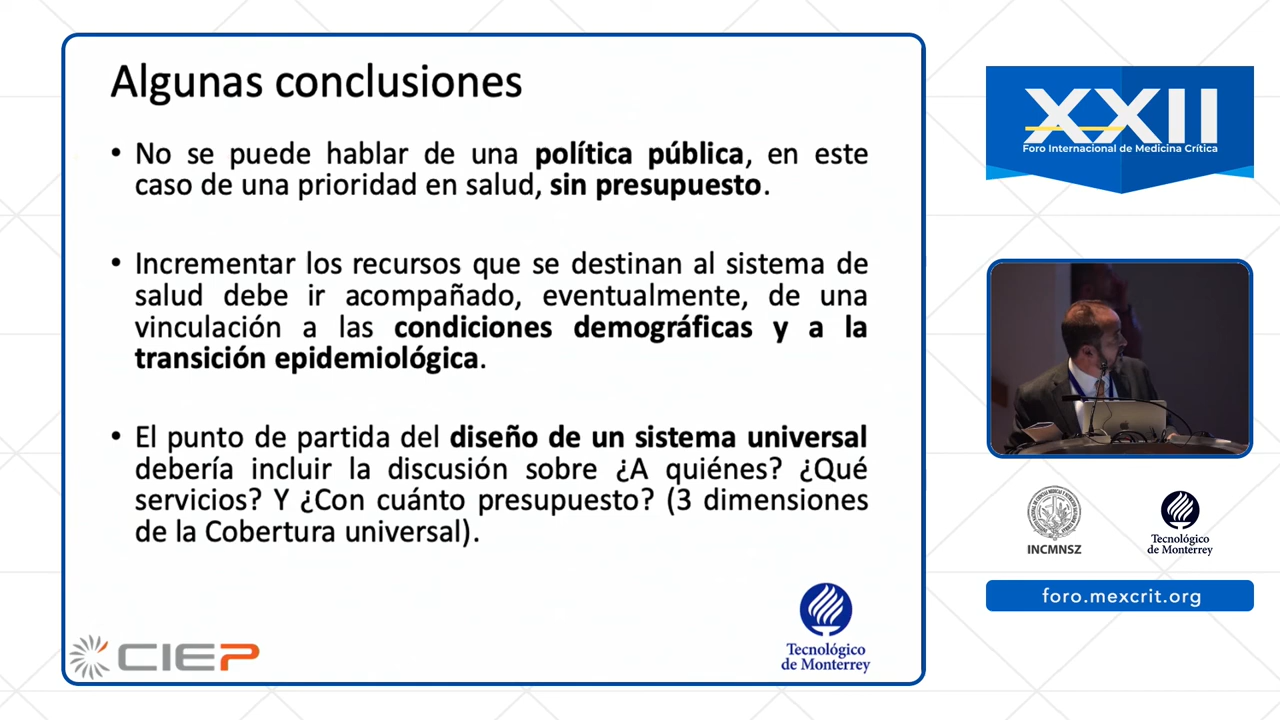 Algunas conclusiones
• No se puede hablar de una política pública, en este
caso de una prioridad en salud, sin presupuesto.
• Incrementar los recursos que se destinan al sistema de
salud debe ir acompañado, eventualmente, de una
vinculación a las condiciones demográficas y a la
transición epidemiológica.
• El punto de partida del diseño de un sistema universal
debería incluir la discusión sobre ¿A quiénes? ¿Qué
servicios? Y ¿Con cuánto presupuesto? (3 dimensiones
de la Cobertura universal).
CIEP
Tecnológico
de Monterrey
XXII
Foro Internacional de Medicina Crítica
INCMNSZ
Tecnológico
de Monterrey
foro.mexcrit.org